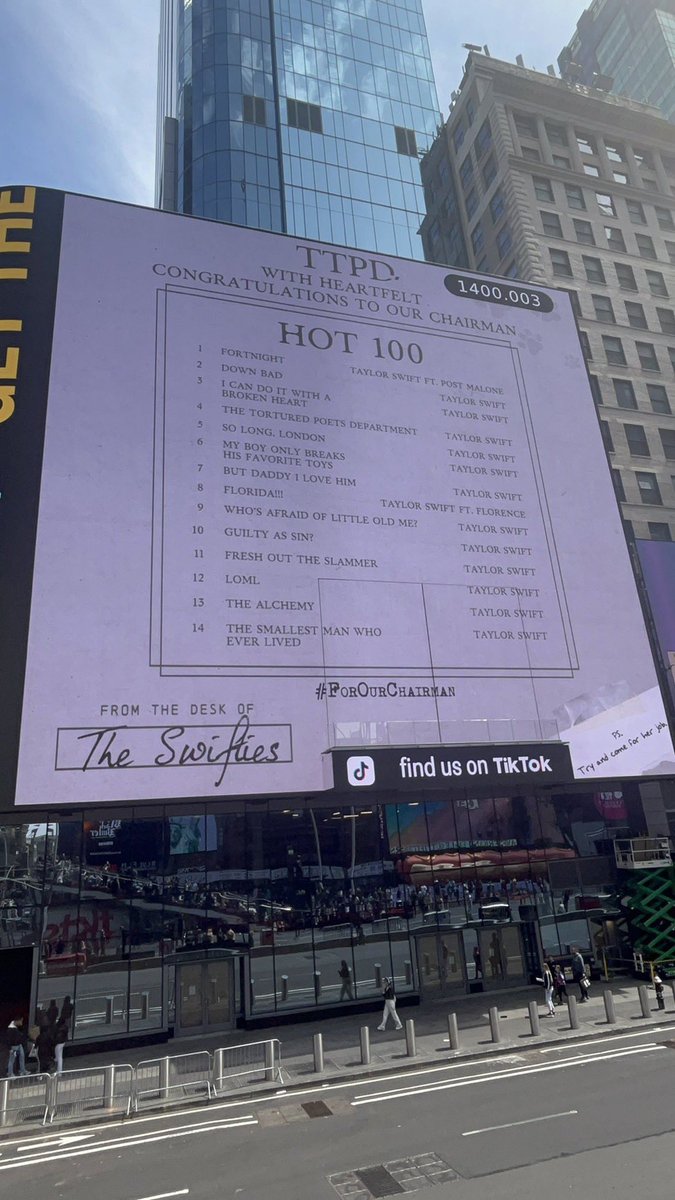 GET THE
TTPD.
WITH HEARTFELT
CONGRATULATIONS TO OUR CHAIRMAN
1400.003
HOT 100
1 FORTNIGHT TAYLOR SWIFT FT. POST MALONE
2 DOWN BAD TAYLOR SWIFT
3 I CAN DO IT WITH A
BROKEN HEART TAYLOR SWIFT
4 THE TORTURED POETS DEPARTMENT TAYLOR SWIFT
5 SO LONG, LONDON TAYLOR SWIFT
6 MY BOY ONLY BREAKS
HIS FAVORITE TOYS TAYLOR SWIFT
7 BUT DADDY I LOVE HIM TAYLOR SWIFT
8 FLORIDA!!! TAYLOR SWIFT FT. FLORENCE
9 WHO'S AFRAID OF LITTLE OLD ME? TAYLOR SWIFT
10 GUILTY AS SIN? TAYLOR SWIFT
11 FRESH OUT THE SLAMMER TAYLOR SWIFT
12 LOML TAYLOR SWIFT
13 THE ALCHEMY TAYLOR SWIFT
14 THE SMALLEST MAN WHO
EVER LIVED TAYLOR SWIFT
#FOROURCHAIRMAN
FROM THE DESK OF
The Swifties
find us on TikTok
PS.
Try and come for her job